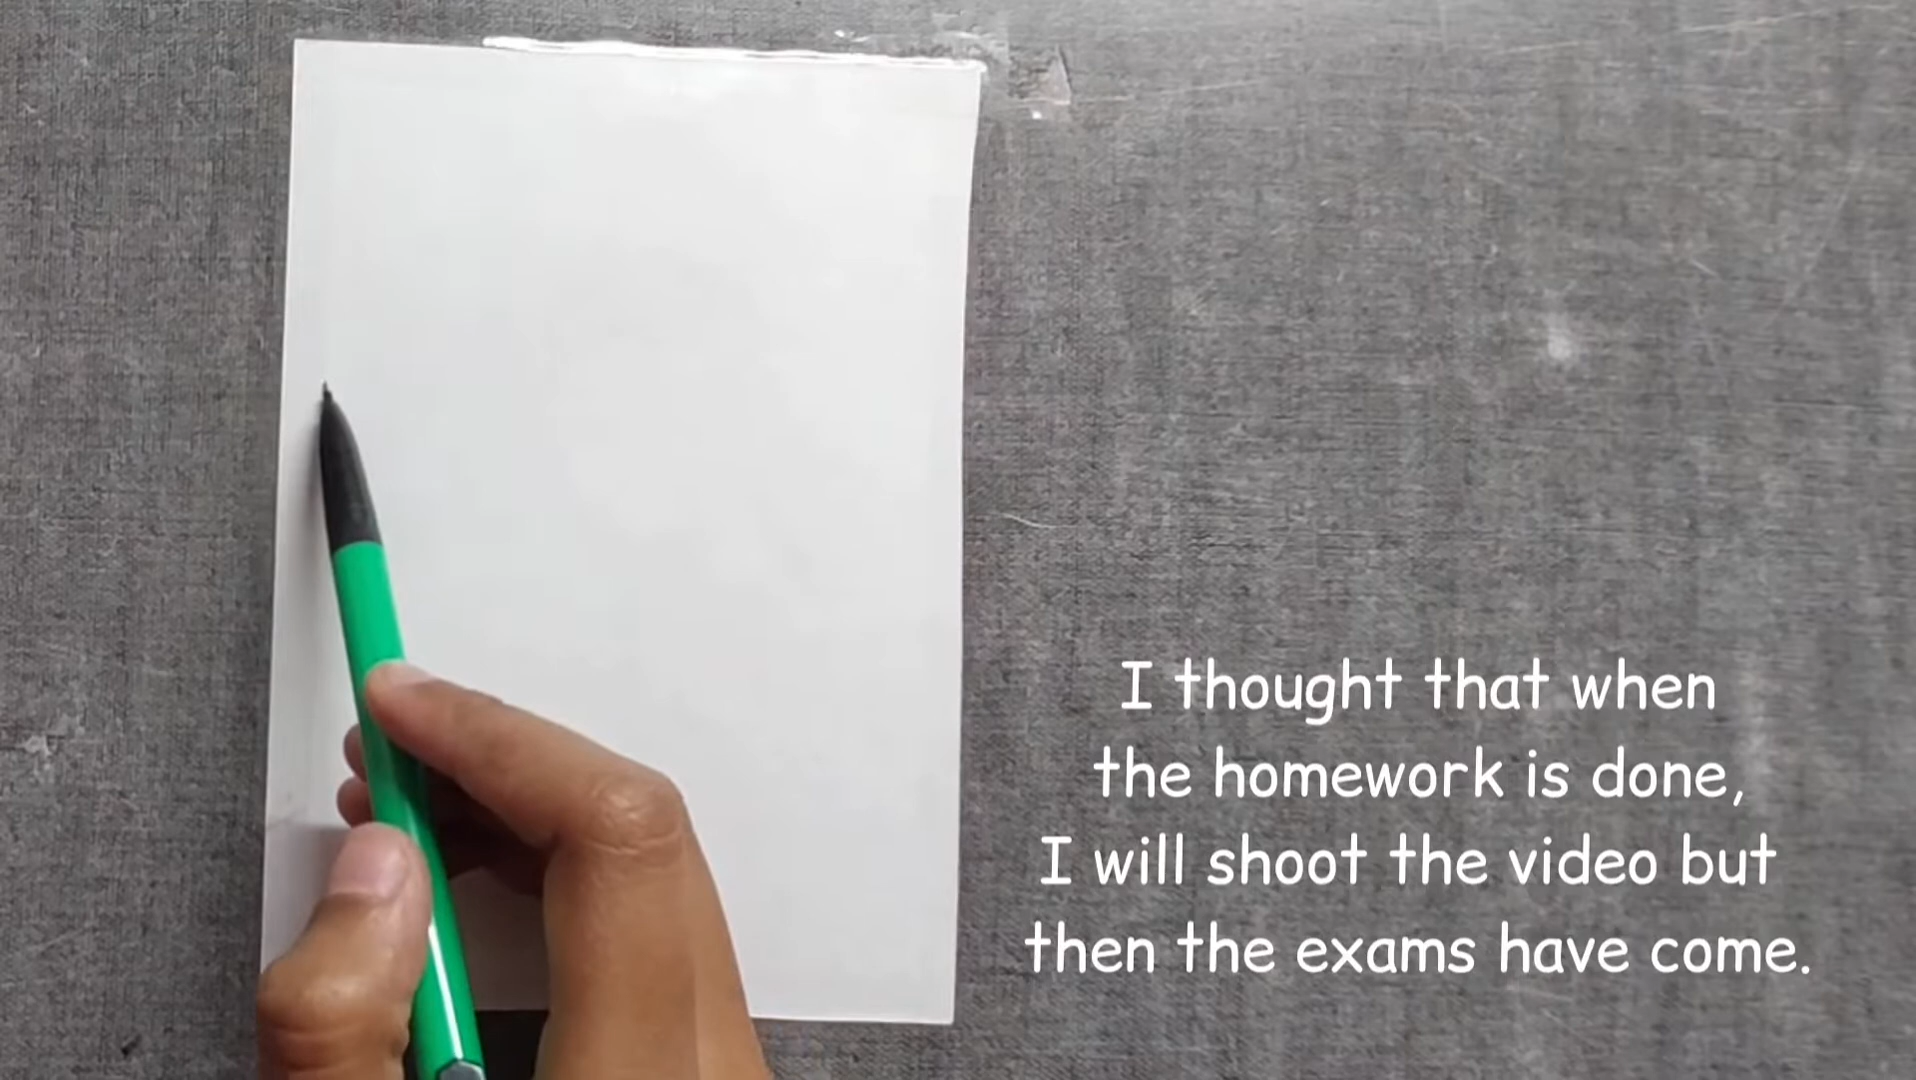 I thought that when
the homework is done,
I will shoot the video but
then the exams have come.